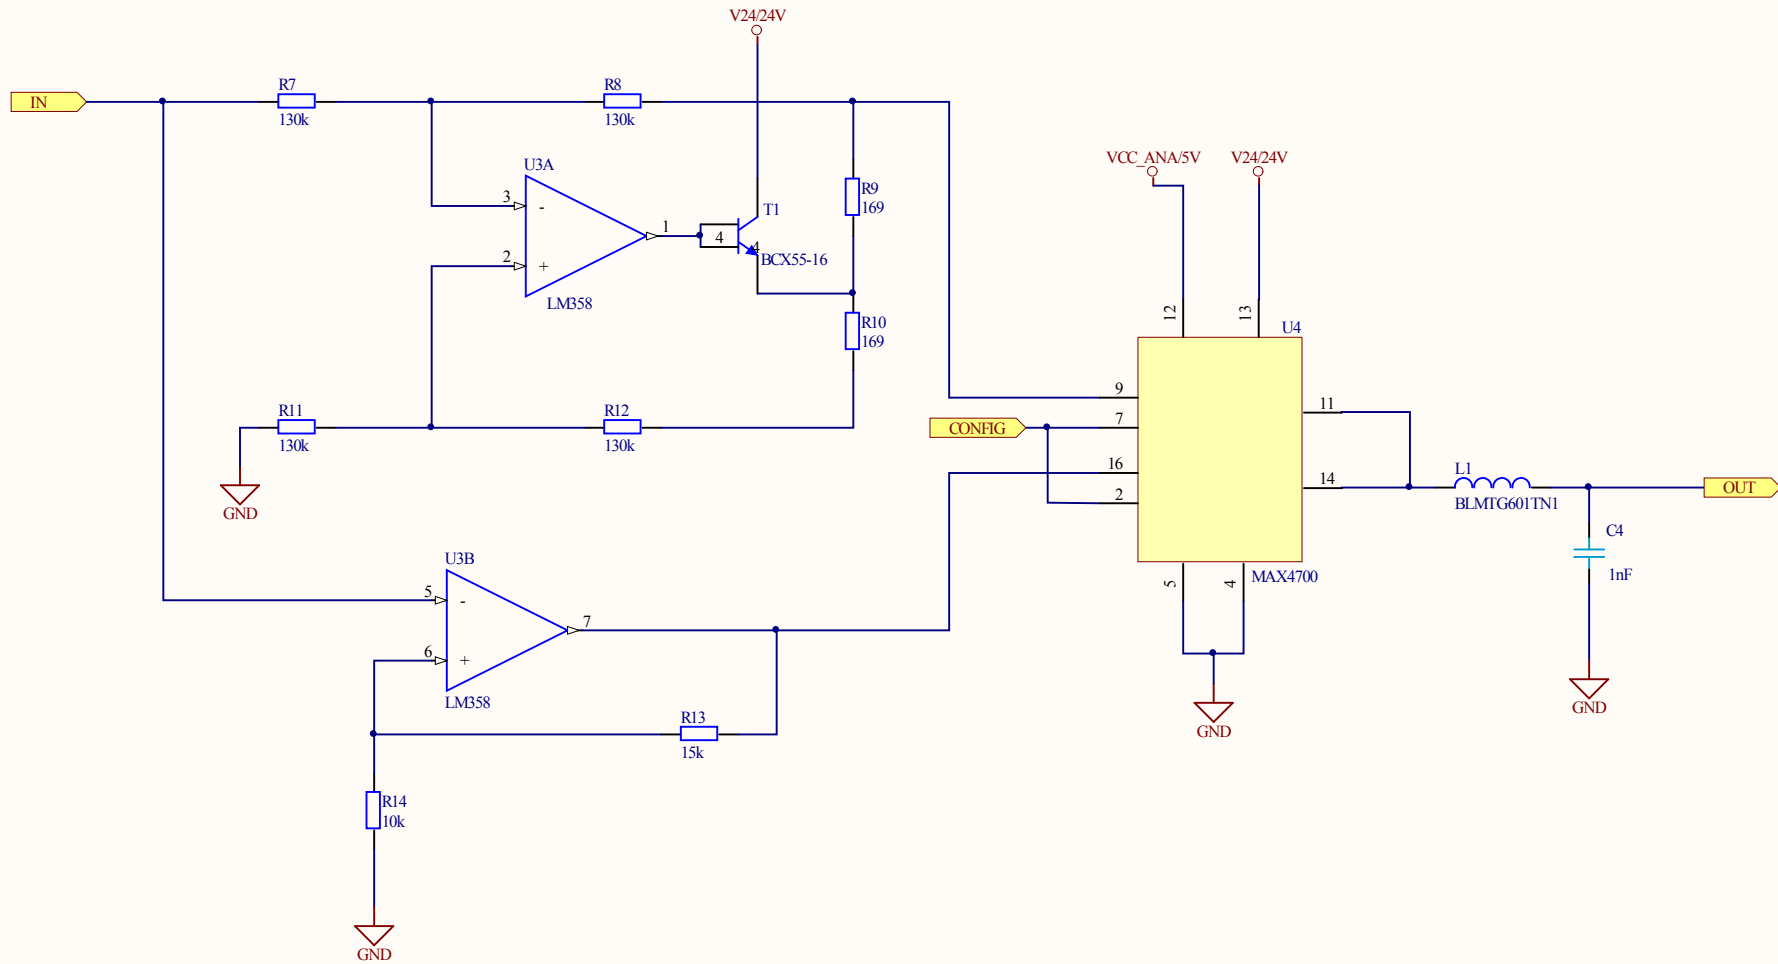 V24/24V
IN
R7
130k
R8
130k
U3A
3
-
2
+
1
LM358
4
T1
4
BCX55-16
R9
169
R10
169
R11
130k
R12
130k
GND
VCC_ANA/5V
V24/24V
12
13
U4
9
7
16
2
CONFIG
11
14
5
4
MAX4700
GND
L1
BLMTG601TN1
OUT
C4
1nF
GND
U3B
5
-
6
+
7
LM358
R13
15k
R14
10k
GND